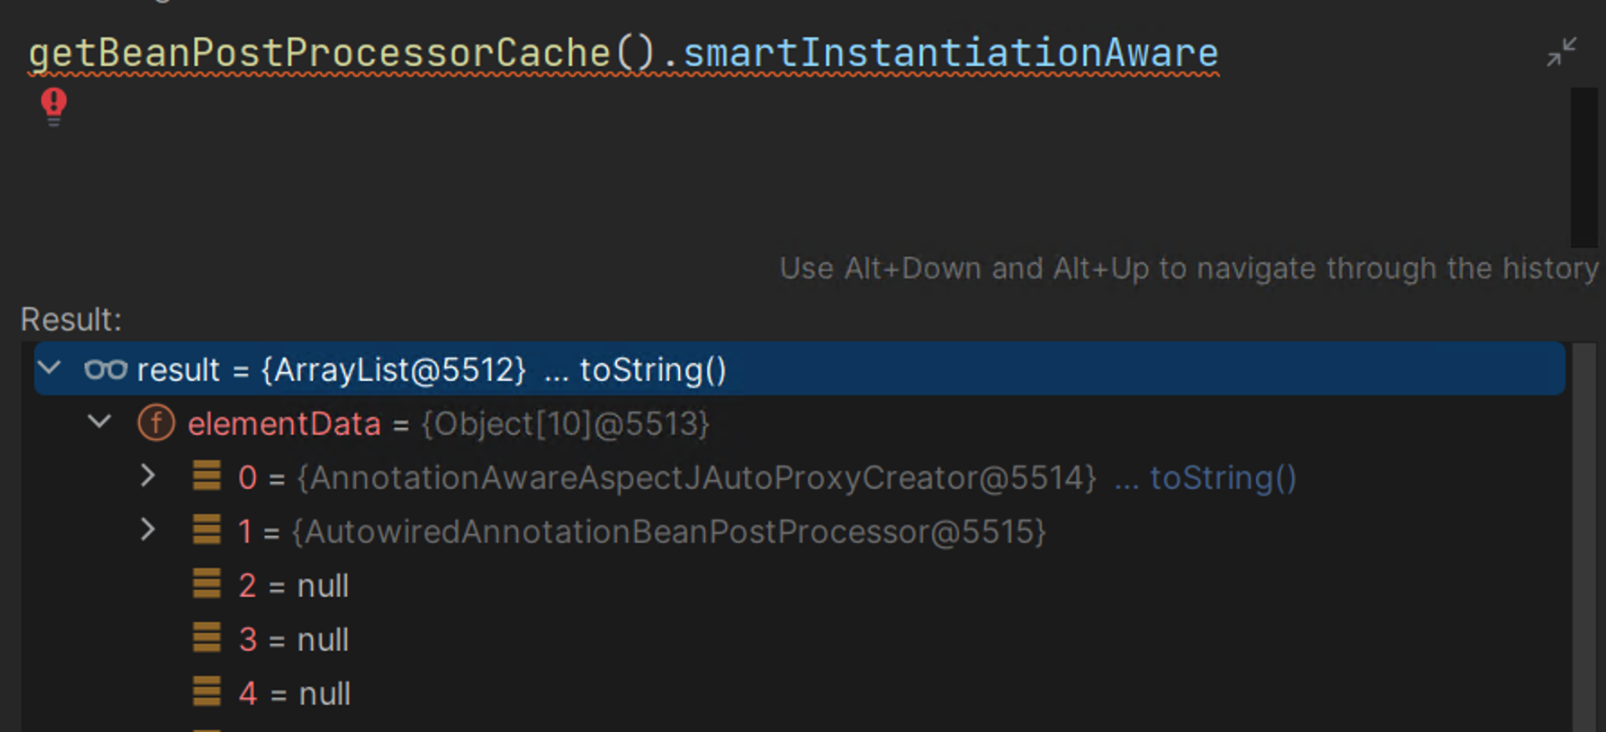 getBeanPostProcessorCache().smartInstantiationAware
Use Alt+Down and Alt+Up to navigate through the history
Result:
result = {ArrayList@5512} ... toString()
f elementData = {Object[10]@5513}
0 = {AnnotationAwareAspectJAutoProxyCreator@5514} ... toString()
1 = {AutowiredAnnotationBeanPostProcessor@5515}
2 = null
3 = null
4 = null